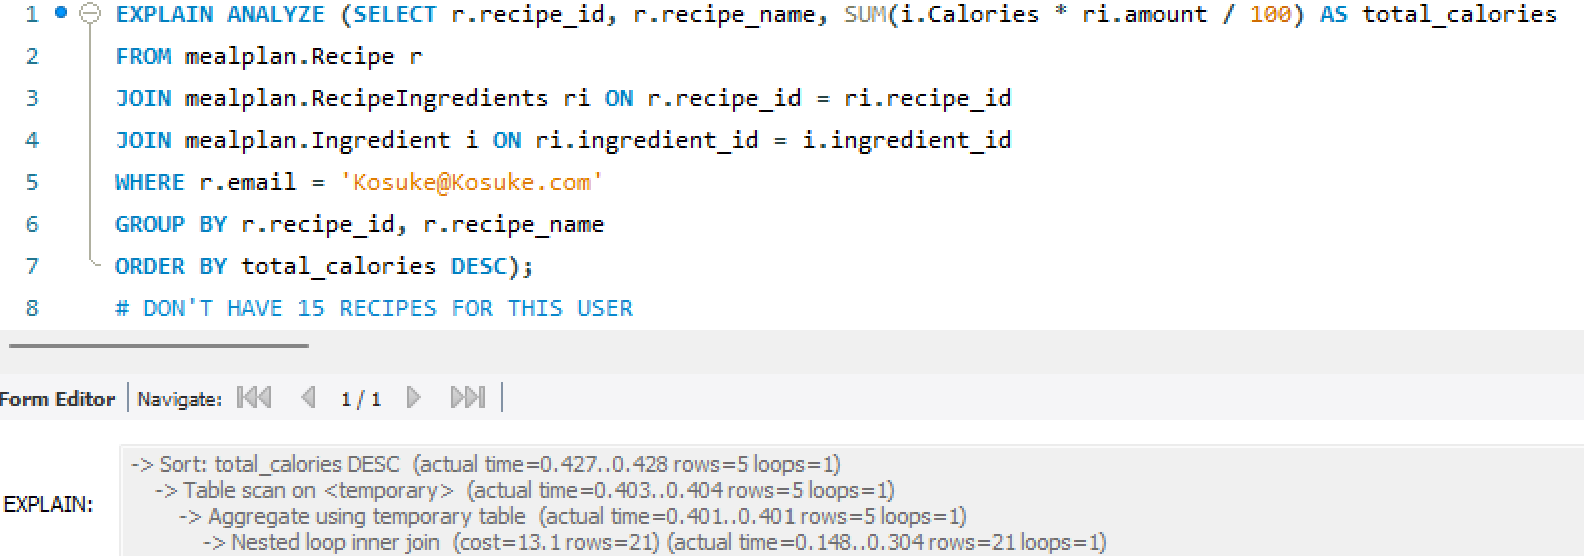 1 EXPLAIN ANALYZE (SELECT r.recipe_id, r.recipe_name, SUM(i.Calories * ri.amount / 100) AS total_calories
2 FROM mealplan.Recipe r
3 JOIN mealplan.RecipeIngredients ri ON r.recipe_id = ri.recipe_id
4 JOIN mealplan.Ingredient i ON ri.ingredient_id = i.ingredient_id
5 WHERE r.email = 'Kosuke@Kosuke.com'
6 GROUP BY r.recipe_id, r.recipe_name
7 ORDER BY total_calories DESC);
8 # DON'T HAVE 15 RECIPES FOR THIS USER
Form Editor Navigate: 1 / 1
-> Sort: total_calories DESC (actual time=0.427..0.428 rows=5 loops=1)
-> Table scan on <temporary> (actual time=0.403..0.404 rows=5 loops=1)
EXPLAIN:
-> Aggregate using temporary table (actual time=0.401..0.401 rows=5 loops=1)
-> Nested loop inner join (cost=13.1 rows=21) (actual time=0.148..0.304 rows=21 loops=1)